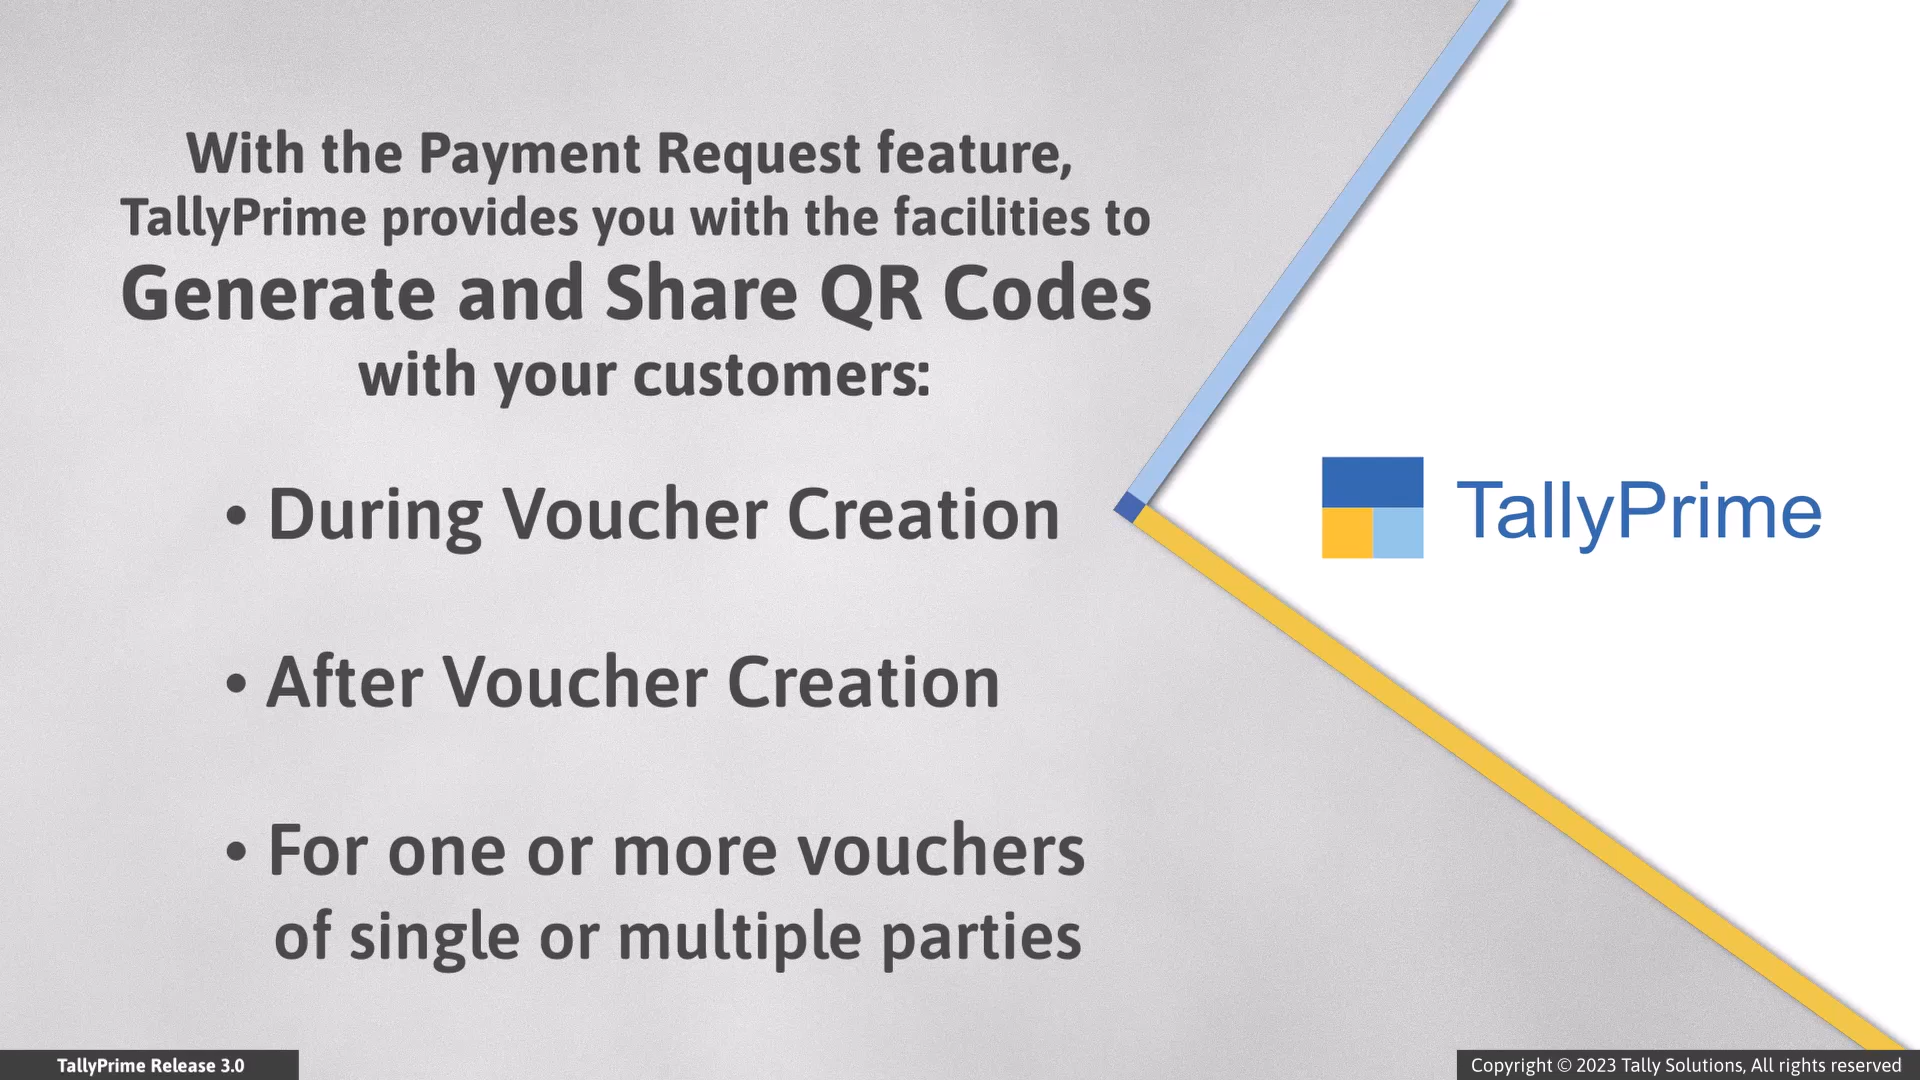 With the Payment Request feature,
TallyPrime provides you with the facilities to
Generate and Share QR Codes
with your customers:
• During Voucher Creation
• After Voucher Creation
• For one or more vouchers
of single or multiple parties
TallyPrime
TallyPrime Release 3.0
Copyright © 2023 Tally Solutions, All rights reserved